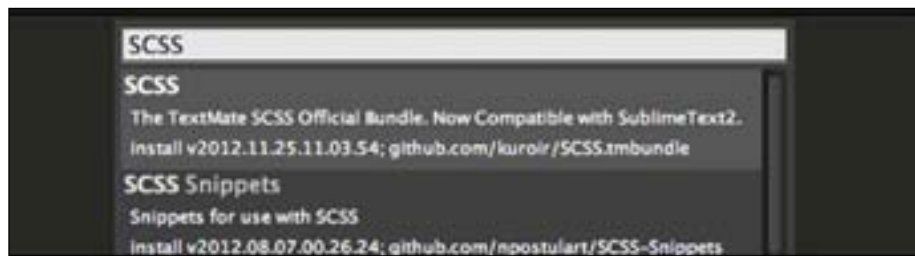 SCSS
SCSS
The TextMate SCSS Official Bundle. Now Compatible with SublimeText2.
install v2012.11.25.11.03.54; github.com/kuroir/SCSS.tmbundle
SCSS Snippets
Snippets for use with SCSS
install v2012.08.07.00.26.24; github.com/npostulart/SCSS-Snippets